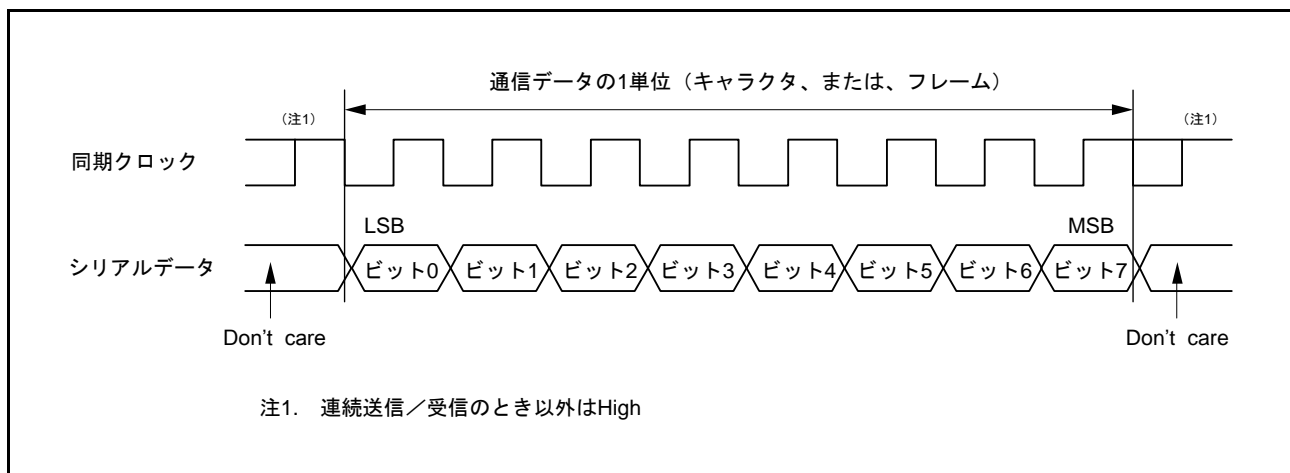 通信データの1単位（キャラクタ、または、フレーム）
（注1）
（注1）
同期クロック
LSB
MSB
シリアルデータ
ビット0 ビット1 ビット2 ビット3 ビット4 ビット5 ビット6 ビット7
Don't care
Don't care
注1. 連続送信／受信のとき以外はHigh